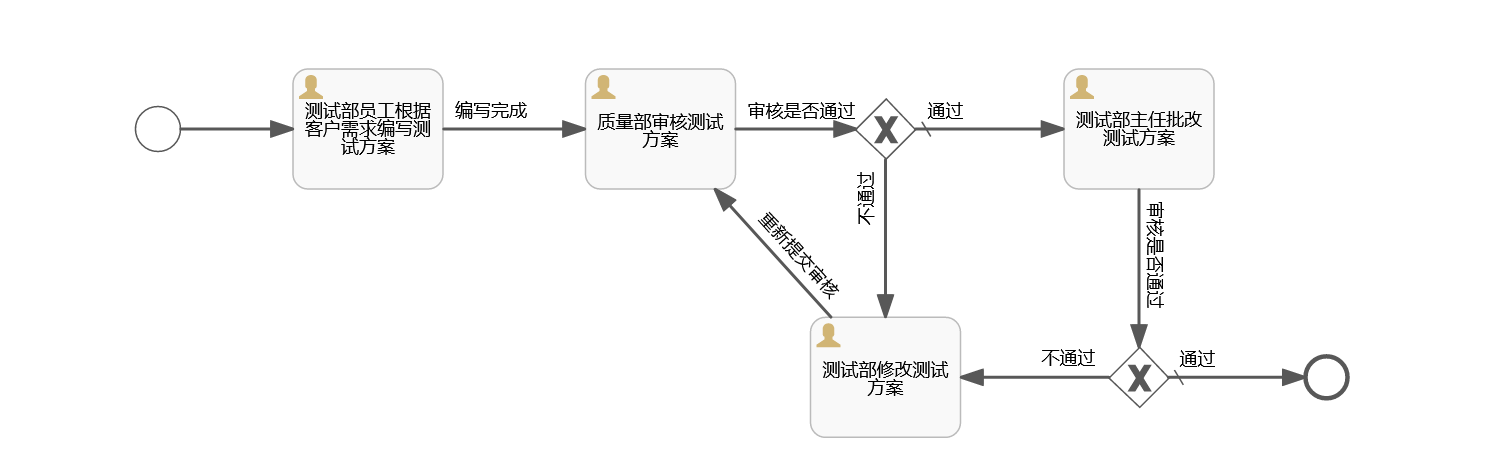 测试部员工根据
客户需求编写测
试方案
编写完成
质量部审核测试
方案
审核是否通过
通过
测试部主任批改
测试方案
不通过
重新提交审核
审核是否通过
测试部修改测试
方案
不通过
通过